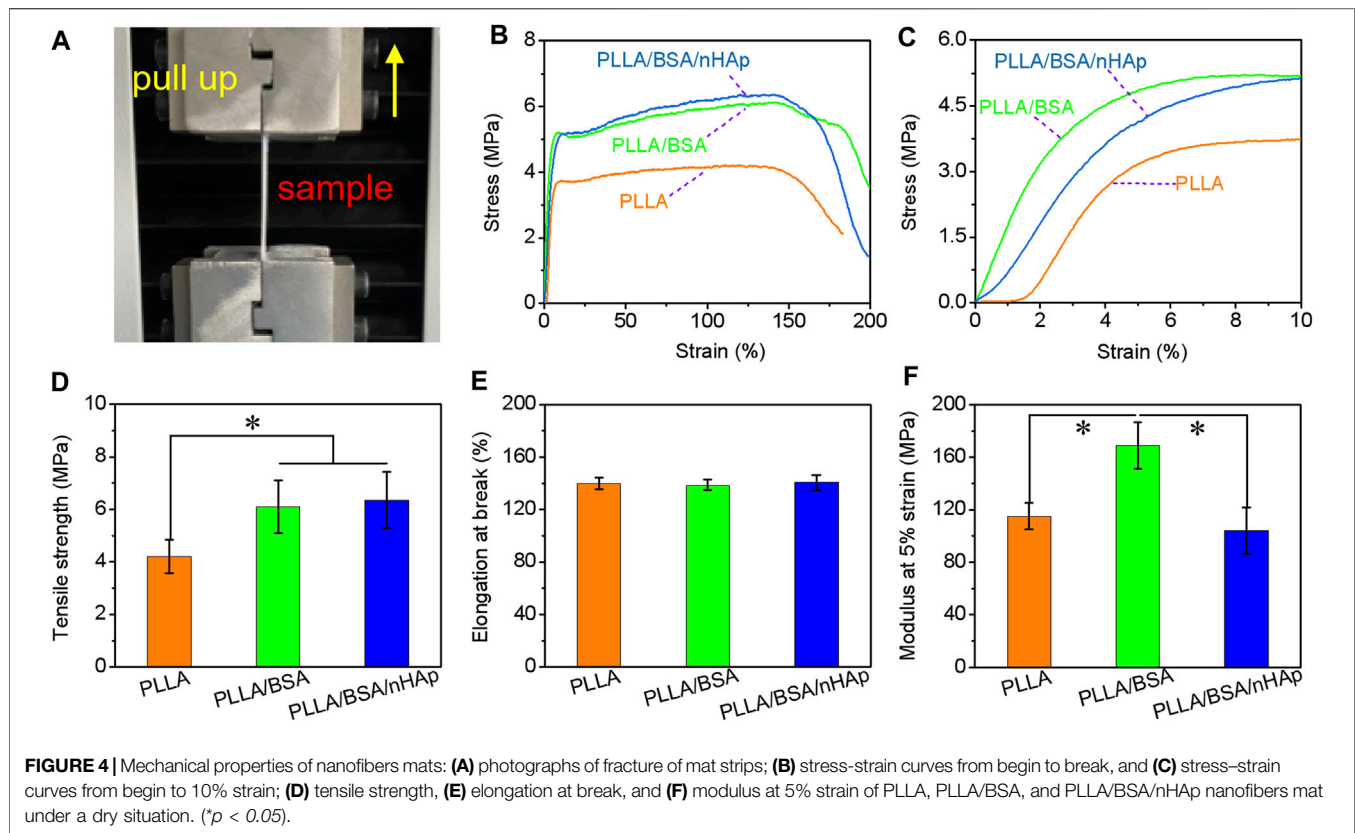 A
pull up
sample
B
8
6
4
2
0
Stress (MPa)
PLLA/BSA/nHAp
PLLA/BSA
PLLA
0 50 100 150 200
Strain (%)
C
6.0
4.5
3.0
1.5
0.0
Stress (MPa)
PLLA/BSA/nHAp
PLLA/BSA
PLLA
0 2 4 6 8 10
Strain (%)
D
10
8
6
4
2
0
Tensile strength (MPa)
*
PLLA
PLLA/BSA
PLLA/BSA/nHAp
E
200
160
120
80
40
0
Elongation at break (%)
PLLA
PLLA/BSA
PLLA/BSA/nHAp
F
200
160
120
80
40
0
Modulus at 5% strain (MPa)
* *
PLLA
PLLA/BSA
PLLA/BSA/nHAp
FIGURE 4 | Mechanical properties of nanofibers mats: (A) photographs of fracture of mat strips; (B) stress-strain curves from begin to break, and (C) stress–strain
curves from begin to 10% strain; (D) tensile strength, (E) elongation at break, and (F) modulus at 5% strain of PLLA, PLLA/BSA, and PLLA/BSA/nHAp nanofibers mat
under a dry situation. (*p < 0.05).